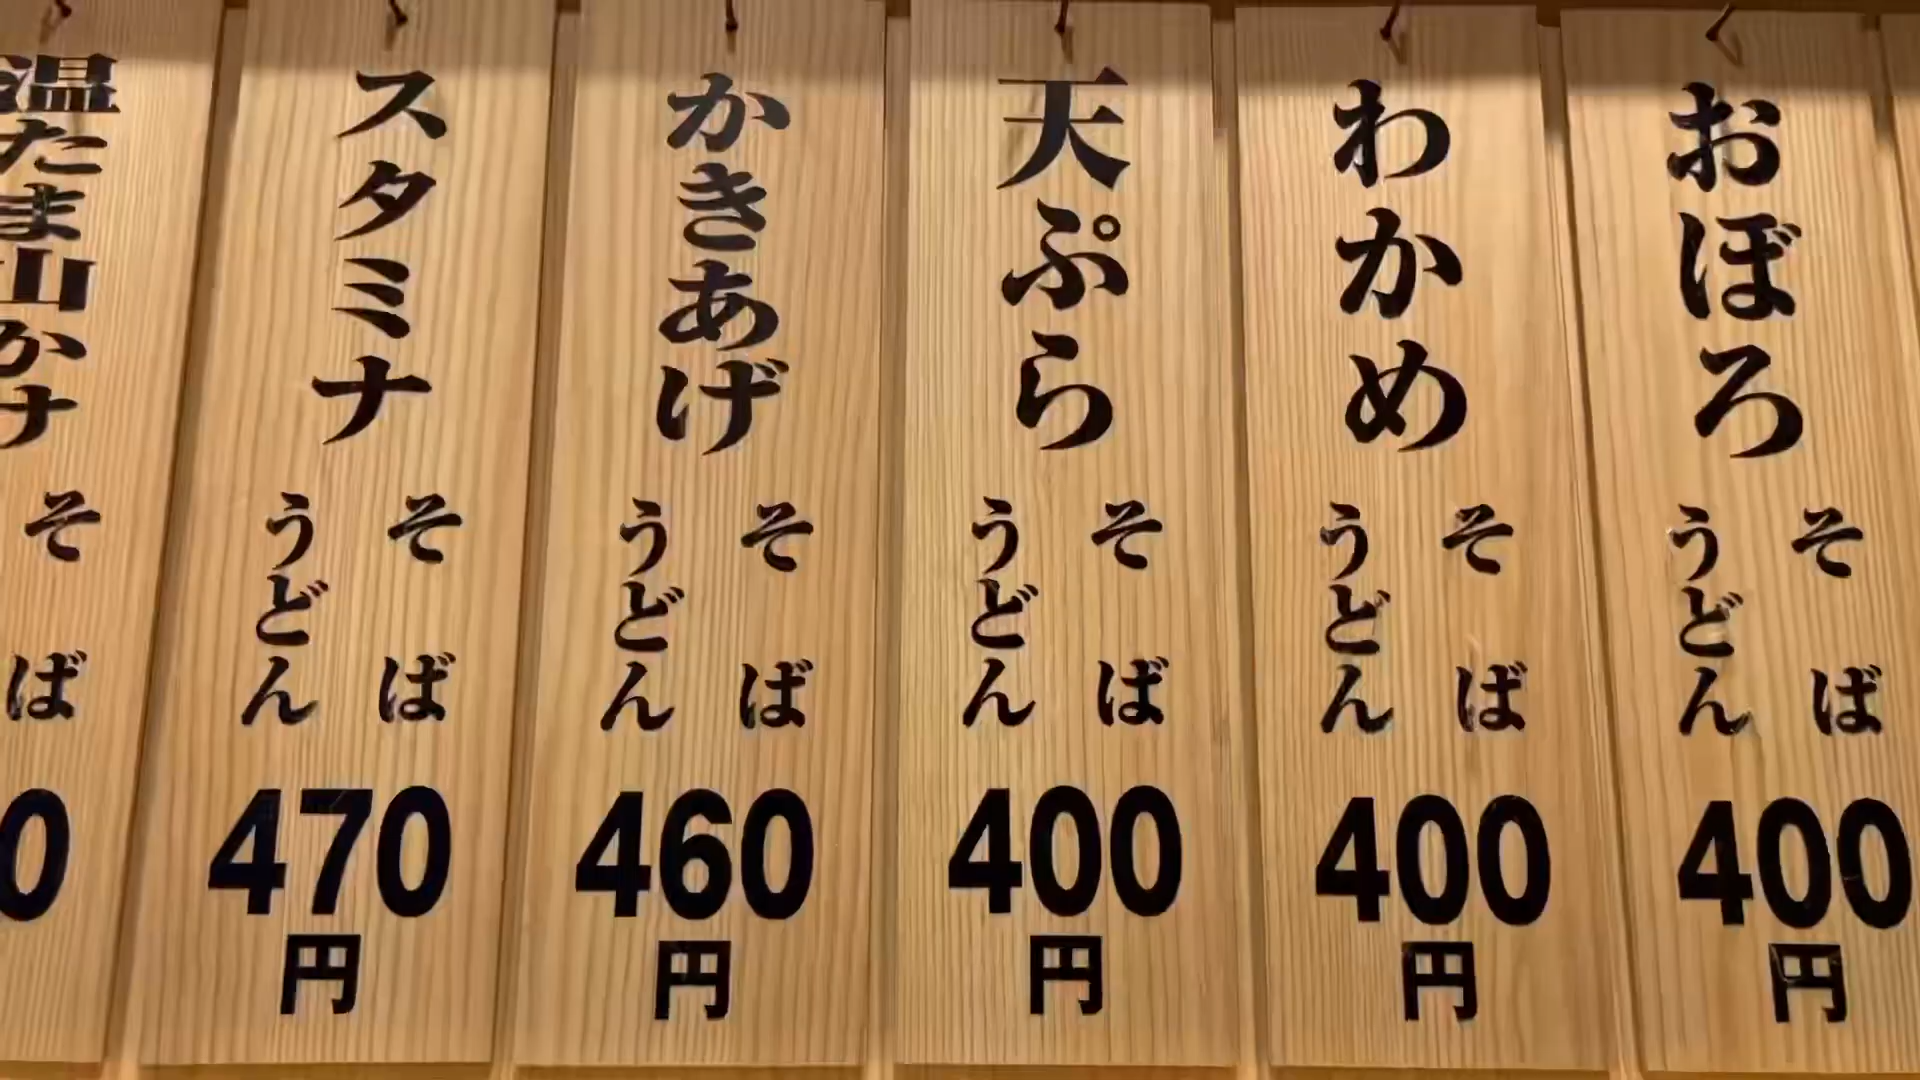 おぼろ
そば
うどん
400
円
わかめ
そば
うどん
400
円
天ぷら
そば
うどん
400
円
かきあげ
そば
うどん
460
円
スタミナ
そば
うどん
470
円
温たま山かけ
そば
0